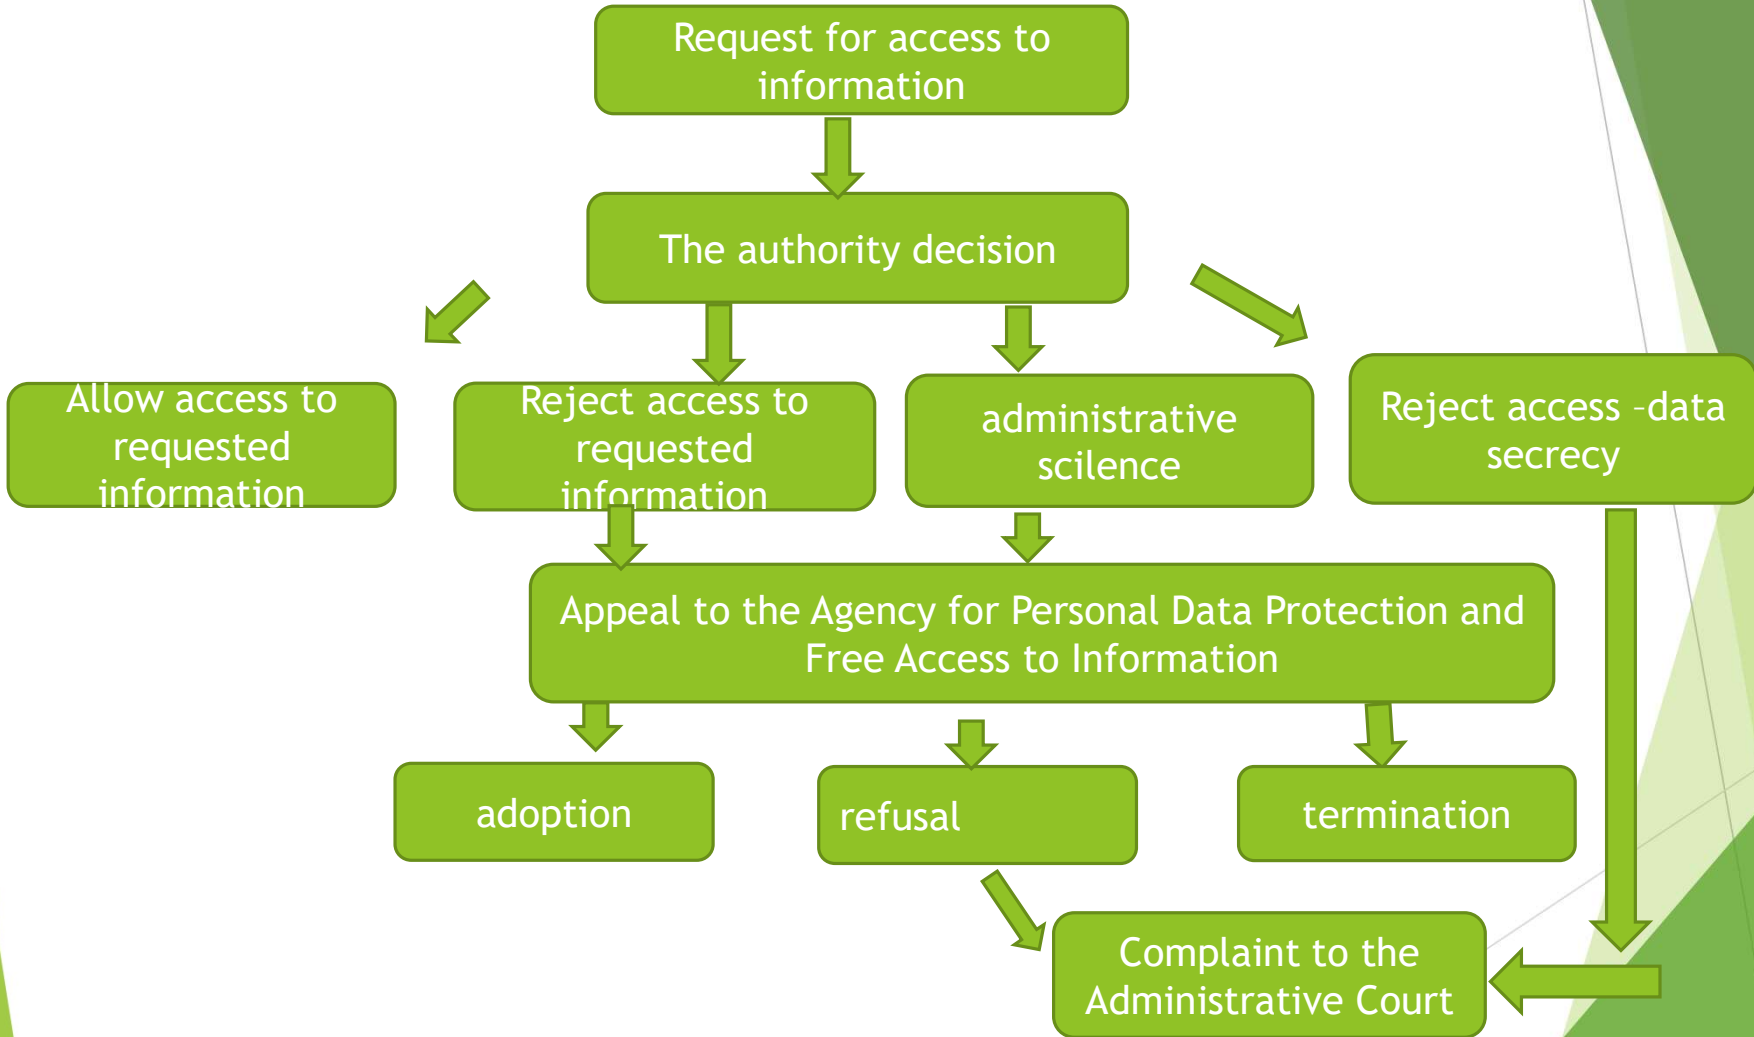 Request for access to
information
The authority decision
Allow access to
requested
information
Reject access to
requested
information
administrative
scilence
Reject access –data
secrecy
Appeal to the Agency for Personal Data Protection and
Free Access to Information
adoption
refusal
termination
Complaint to the
Administrative Court